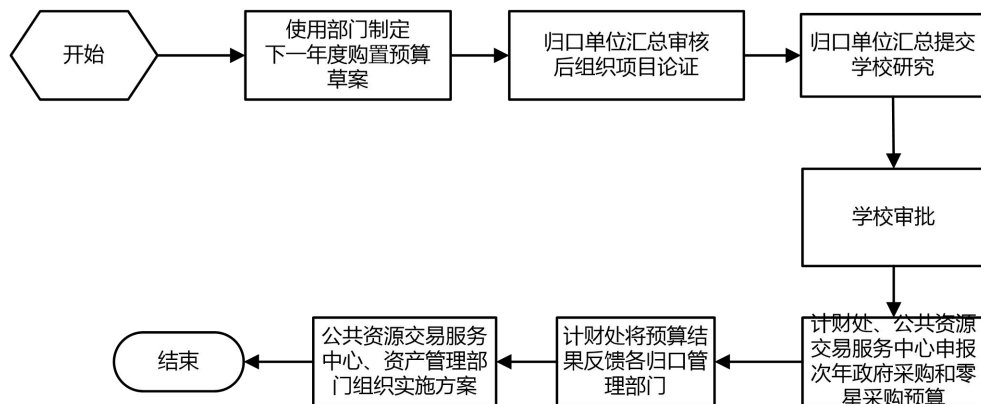 开始
使用部门制定
下一年度购置预算
草案
归口单位汇总审核
后组织项目论证
归口单位汇总提交
学校研究
学校审批
计财处、公共资源
交易服务中心申报
次年政府采购和零
星采购预算
计财处将预算结
果反馈各归口管
理部门
公共资源交易服务
中心、资产管理部
门组织实施方案
结束